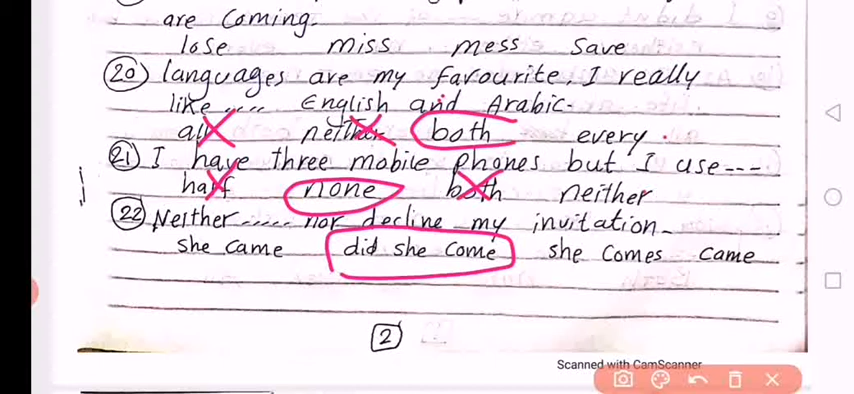 are coming.
lose miss mess save
20 languages are my favourite. I really
like ..... English and Arabic.
all neither both every
21 I have three mobile phones but I use ---
half none both neither
22 Neither ...... nor decline my invitation.
she came did she come she comes came
2
Scanned with CamScanner